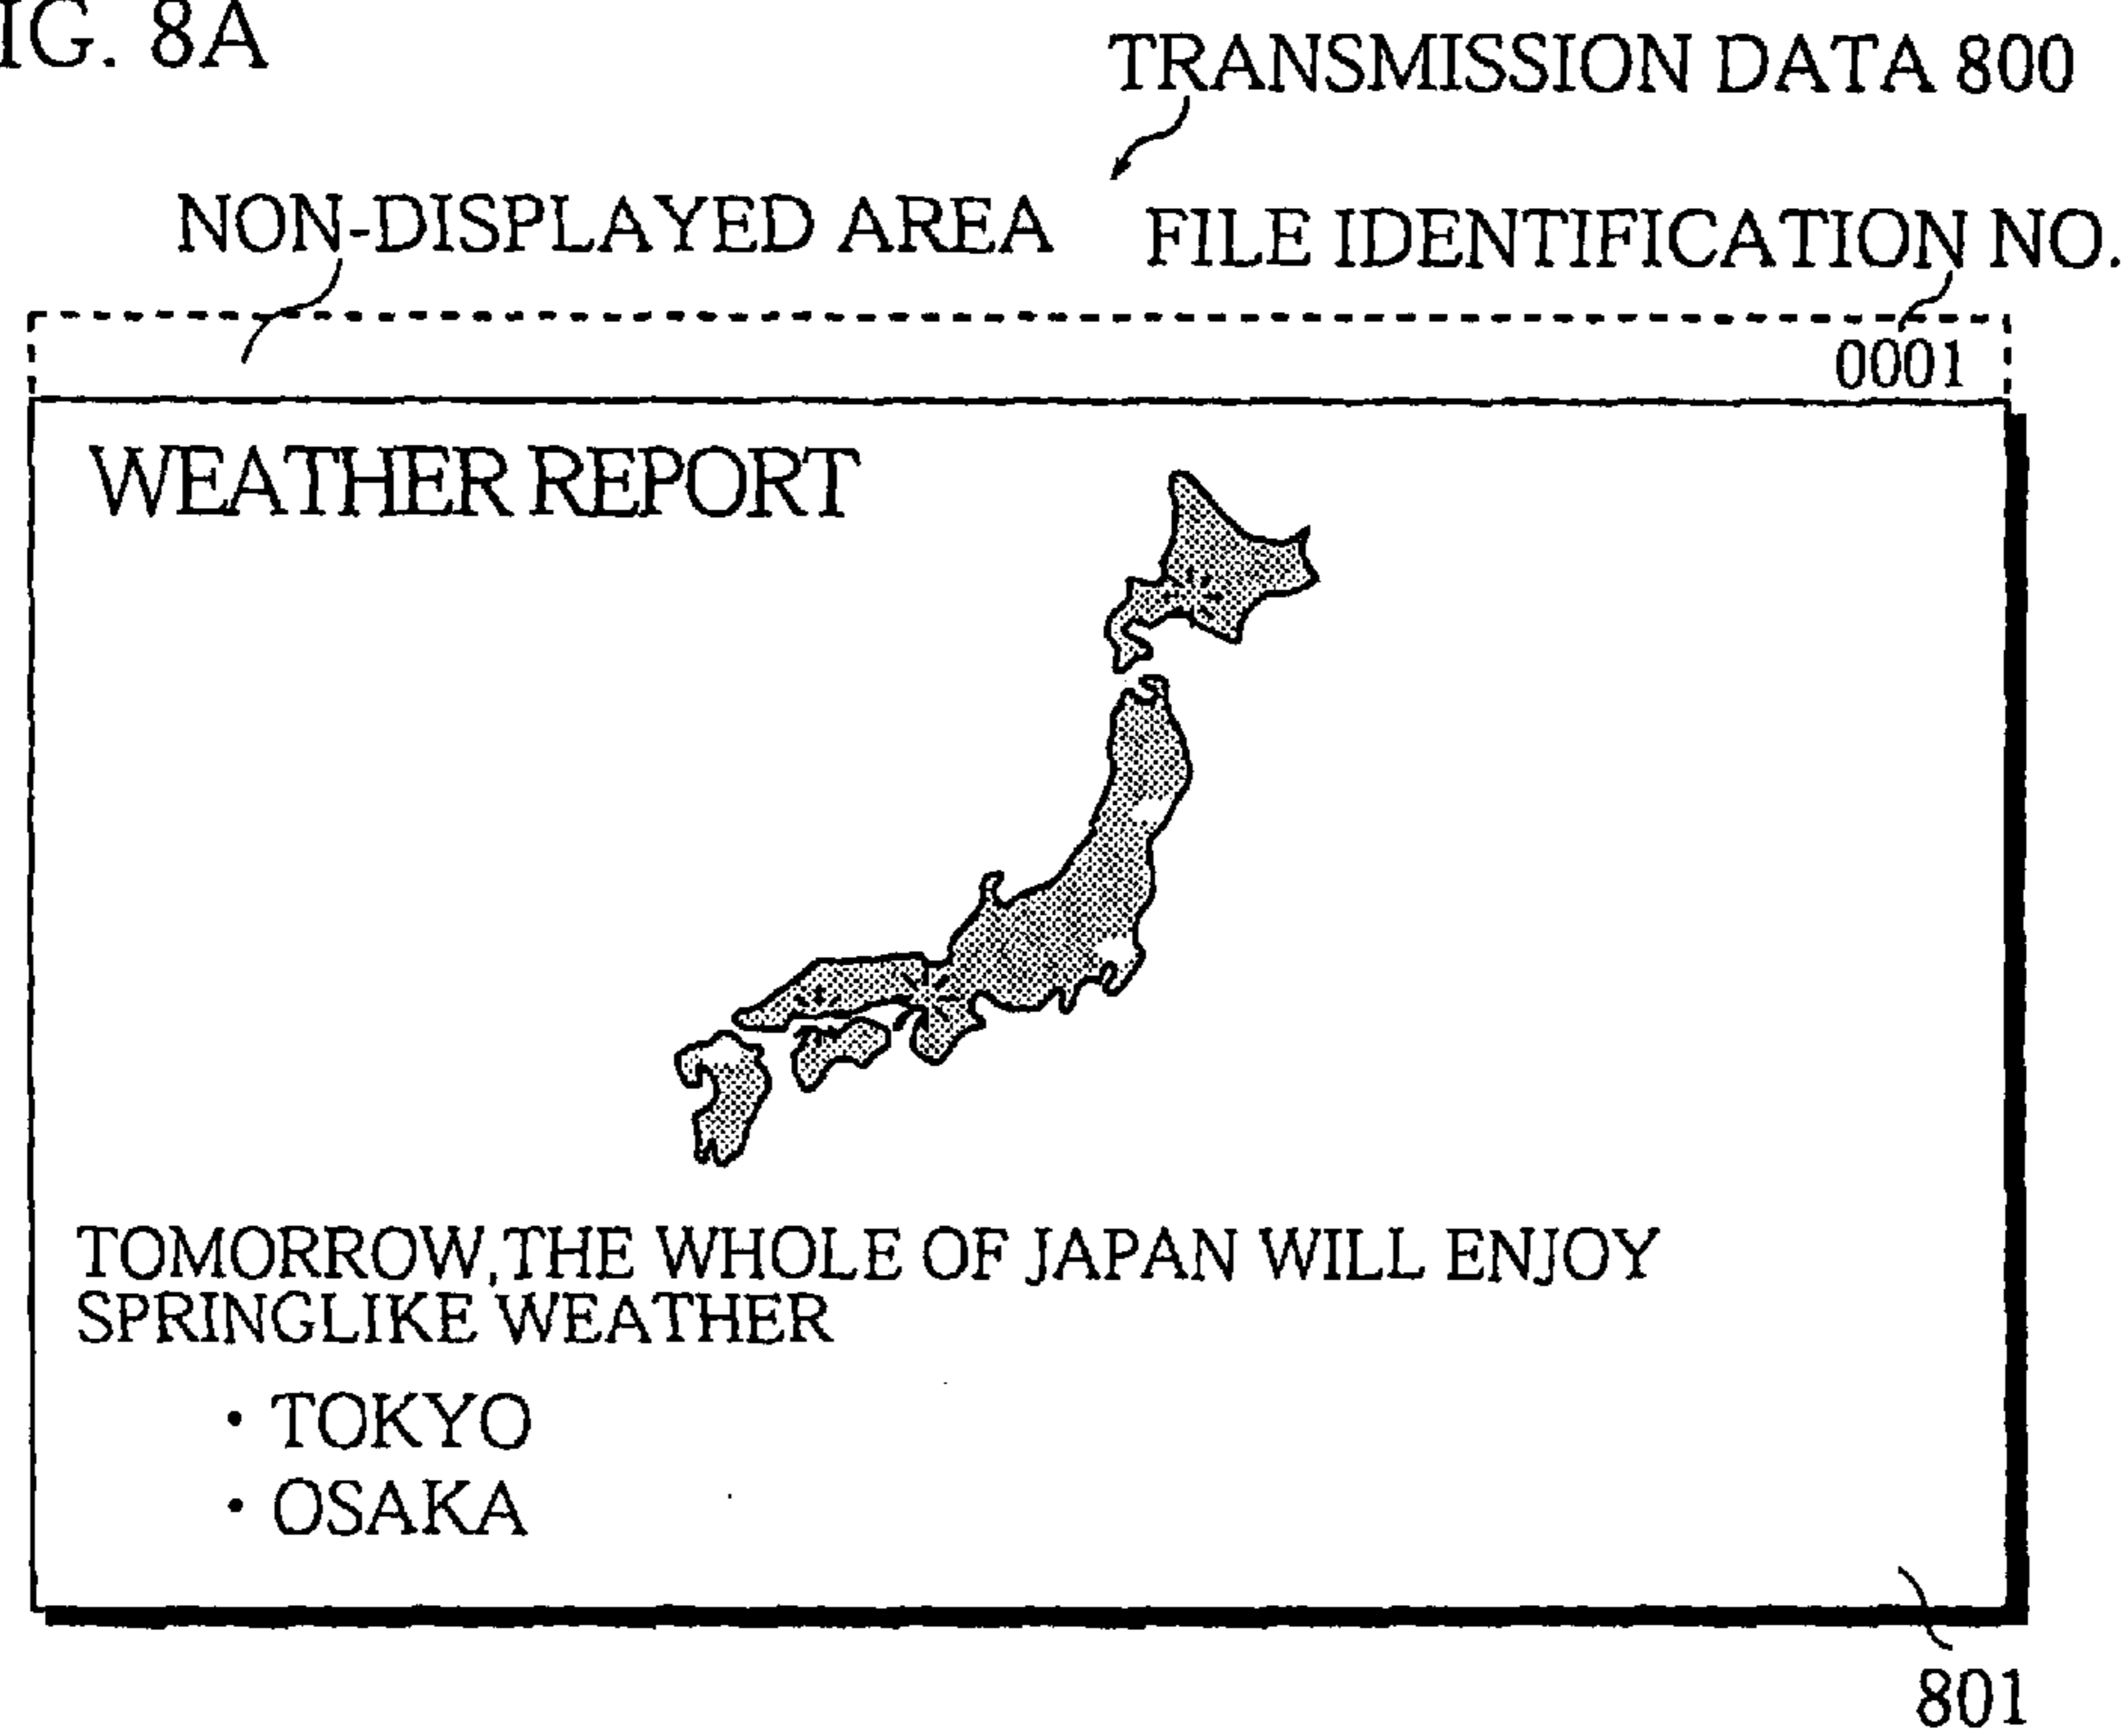 IG. 8A
TRANSMISSION DATA 800
NON-DISPLAYED AREA
FILE IDENTIFICATION NO.
0001
WEATHER REPORT
TOMORROW, THE WHOLE OF JAPAN WILL ENJOY
SPRINGLIKE WEATHER
・TOKYO
・OSAKA
801